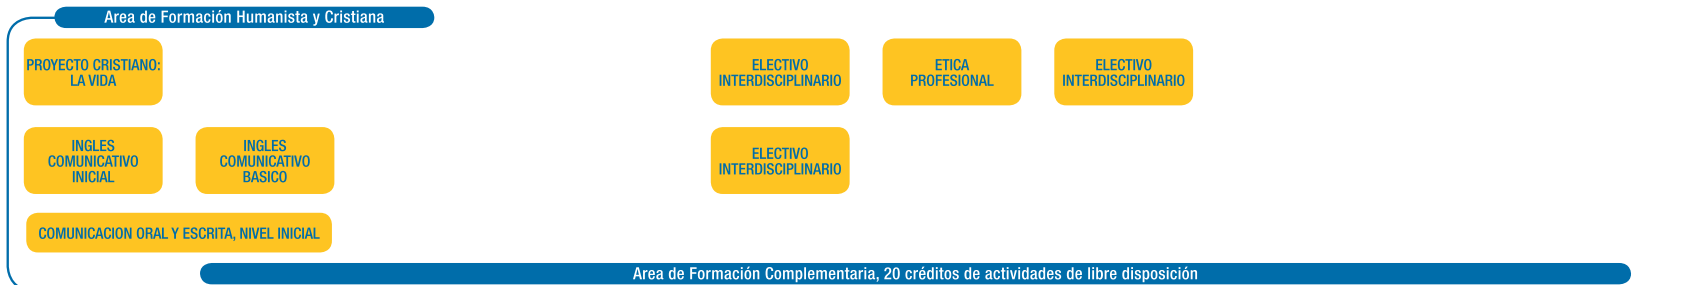 Area de Formación Humanista y Cristiana
PROYECTO CRISTIANO:
LA VIDA
ELECTIVO
INTERDISCIPLINARIO
ETICA
PROFESIONAL
ELECTIVO
INTERDISCIPLINARIO
INGLES
COMUNICATIVO
INICIAL
INGLES
COMUNICATIVO
BASICO
ELECTIVO
INTERDISCIPLINARIO
COMUNICACION ORAL Y ESCRITA, NIVEL INICIAL
Area de Formación Complementaria, 20 créditos de actividades de libre disposición